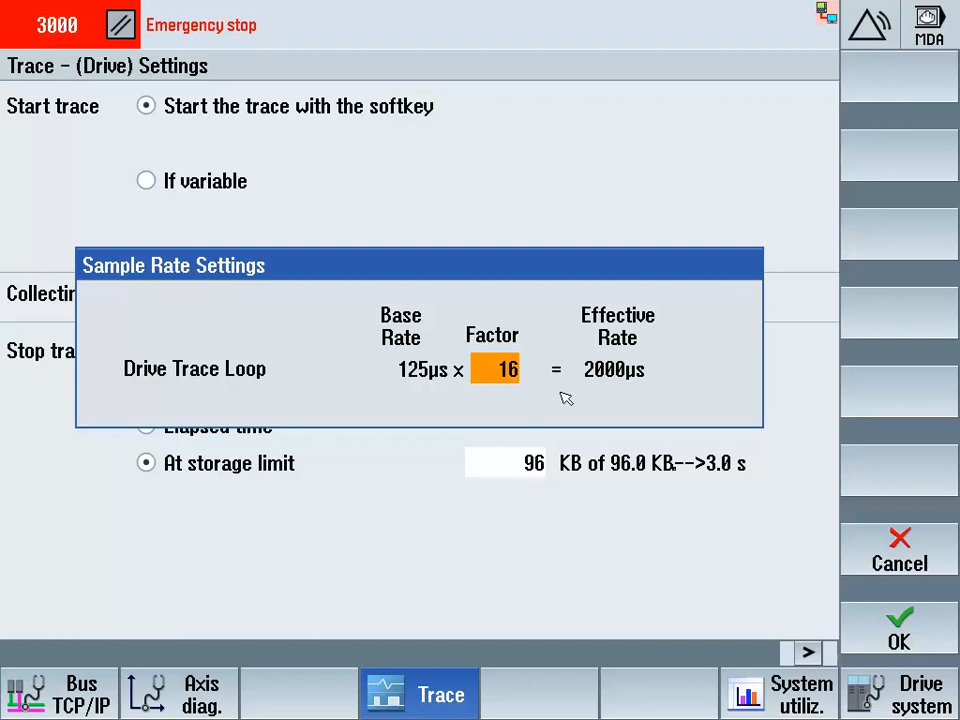 3000
Emergency stop
MDA
Trace - (Drive) Settings
Start trace
Start the trace with the softkey
If variable
Sample Rate Settings
Base
Rate
Factor
Effective
Rate
Drive Trace Loop
125µs x
16
=
2000µs
Elapsed time
At storage limit
96
KB of 96.0 KB-->3.0 s
Cancel
OK
>
Bus
TCP/IP
Axis
diag.
Trace
System
utiliz.
Drive
system